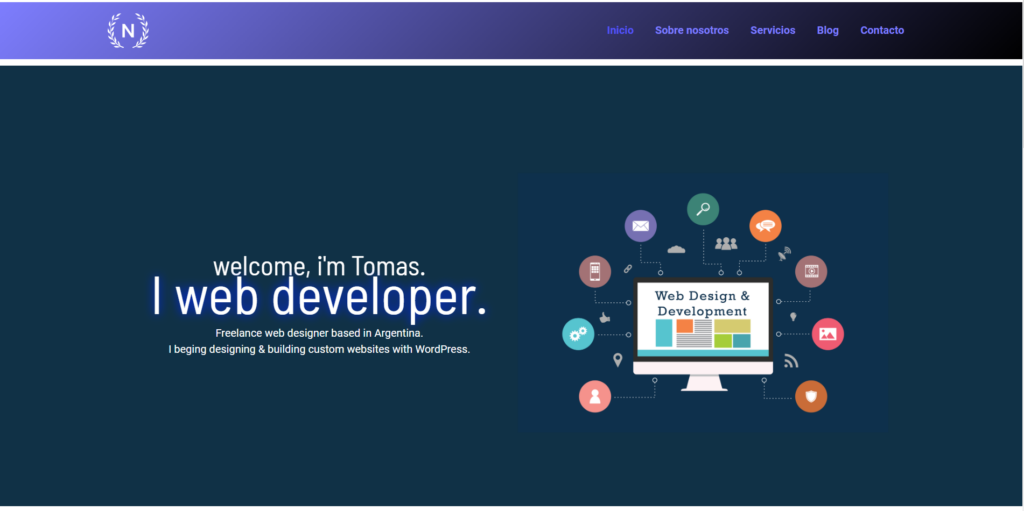 N
Inicio Sobre nosotros Servicios Blog Contacto
welcome, i'm Tomas.
I web developer.
Freelance web designer based in Argentina.
I beging designing & building custom websites with WordPress.
Web Design &
Development